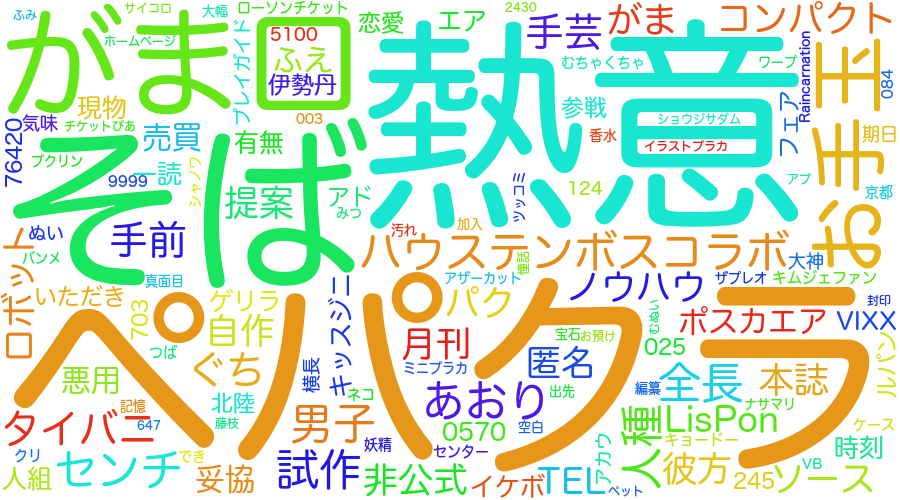 ふみ
サイコロ
大幅
ローソンチケット
恋愛
エア
2430
手芸
がま
コンパクト
ホームページ
がま
プレイガイド
5100
ふえ
伊勢丹
熱意
むちゃくちゃ
ワープ
Raincarnation
お手玉
084
現物
003
参戦
香水
ショウジサダム
イラストプラカ
フェア
期日
76420
気味
チケットぴあ
売買
有無
そば
プクリン
一読
シャノワ
9999
提案
アド
みつ
ツッコミ
124
アプ
京都
ぬい
手前
バンメ
汚れ
加入
ハウステンボスコラボ
大神
童話
真面目
キッスジニ
アザーカット
ノウハウ
ザプレオ
キムジェファン
ロボット
いただき
703
ペパクラ
ゲリラ
自作
パク
封印
ポスカエア
VIXX
つば
月刊
宝石
お預け
むぬい
025
ルパン
悪用
ぐち
横長
ミニプラカ
匿名
ネコ
あおり
出先
編纂
全長
本誌
北陸
男子
記憶
タイバニ
647
藤枝
0570
空白
人種
LisPon
ナサマリ
ケース
クリ
人組
センチ
でき
妥協
試作
妖精
センター
非公式
イケボ
TEL
アカウ
ペット
キョードー
彼方
245
VB
ソース
時刻